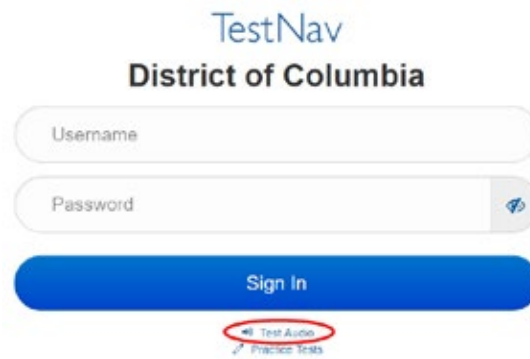 TestNav
District of Columbia
Username
Password
Sign In
Test Audio
Practice Tests